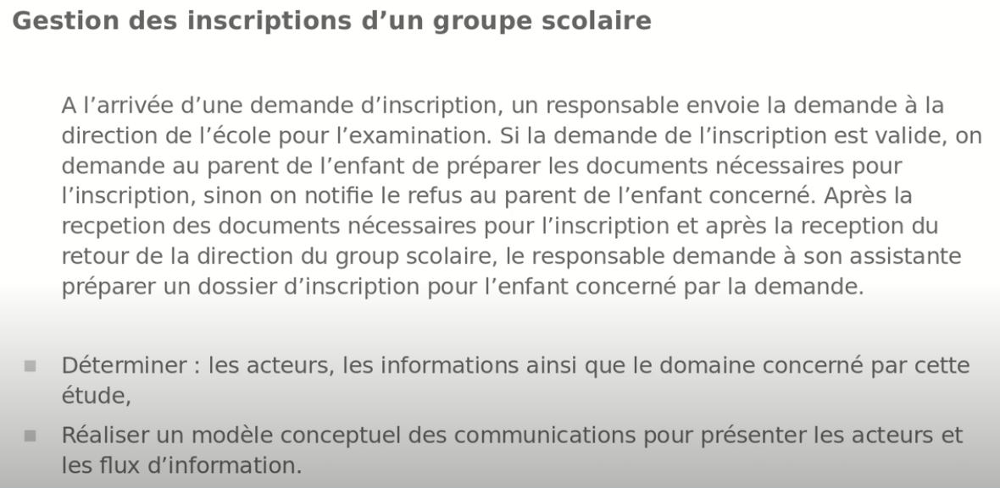 Gestion des inscriptions d’un groupe scolaire
A l’arrivée d’une demande d’inscription, un responsable envoie la demande à la
direction de l’école pour l’examination. Si la demande de l’inscription est valide, on
demande au parent de l’enfant de préparer les documents nécessaires pour
l’inscription, sinon on notifie le refus au parent de l’enfant concerné. Après la
recpetion des documents nécessaires pour l’inscription et après la reception du
retour de la direction du group scolaire, le responsable demande à son assistante
préparer un dossier d’inscription pour l’enfant concerné par la demande.
Déterminer : les acteurs, les informations ainsi que le domaine concerné par cette
étude,
Réaliser un modèle conceptuel des communications pour présenter les acteurs et
les flux d’information.